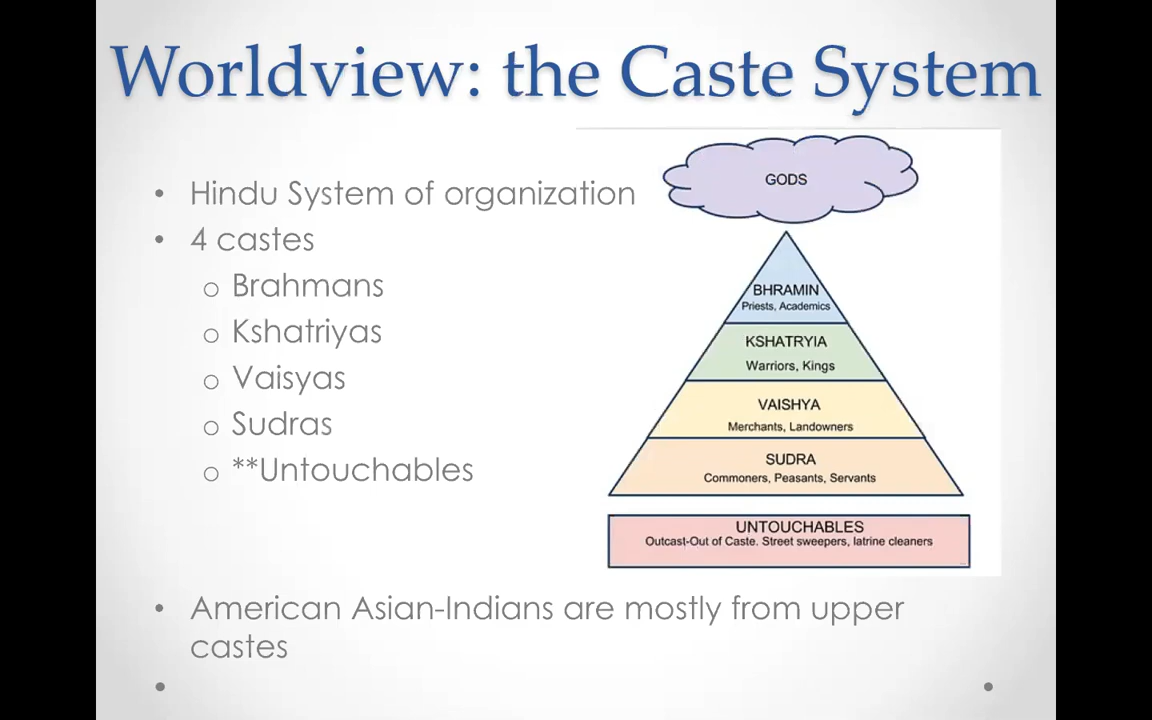 Worldview: the Caste System
• Hindu System of organization
• 4 castes
o Brahmans
o Kshatriyas
o Vaisyas
o Sudras
o **Untouchables
• American Asian-Indians are mostly from upper
castes
GODS
BHRAMIN
Priests, Academics
KSHATRYIA
Warriors, Kings
VAISHYA
Merchants, Landowners
SUDRA
Commoners, Peasants, Servants
UNTOUCHABLES
Outcast-Out of Caste. Street sweepers, latrine cleaners